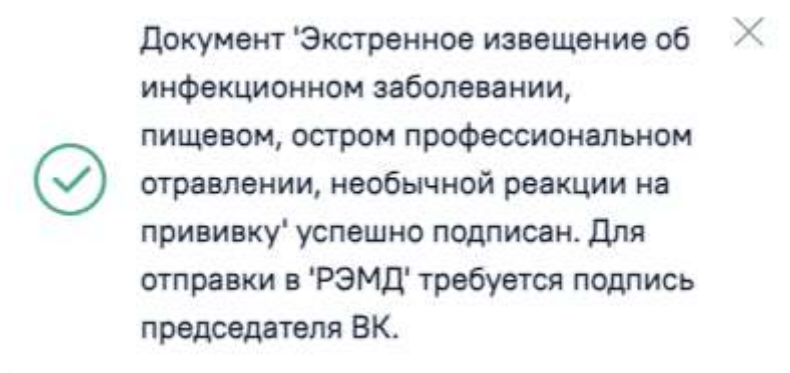 Документ 'Экстренное извещение об
инфекционном заболевании,
пищевом, остром профессиональном
отравлении, необычной реакции на
прививку' успешно подписан. Для
отправки в 'РЭМД' требуется подпись
председателя ВК.